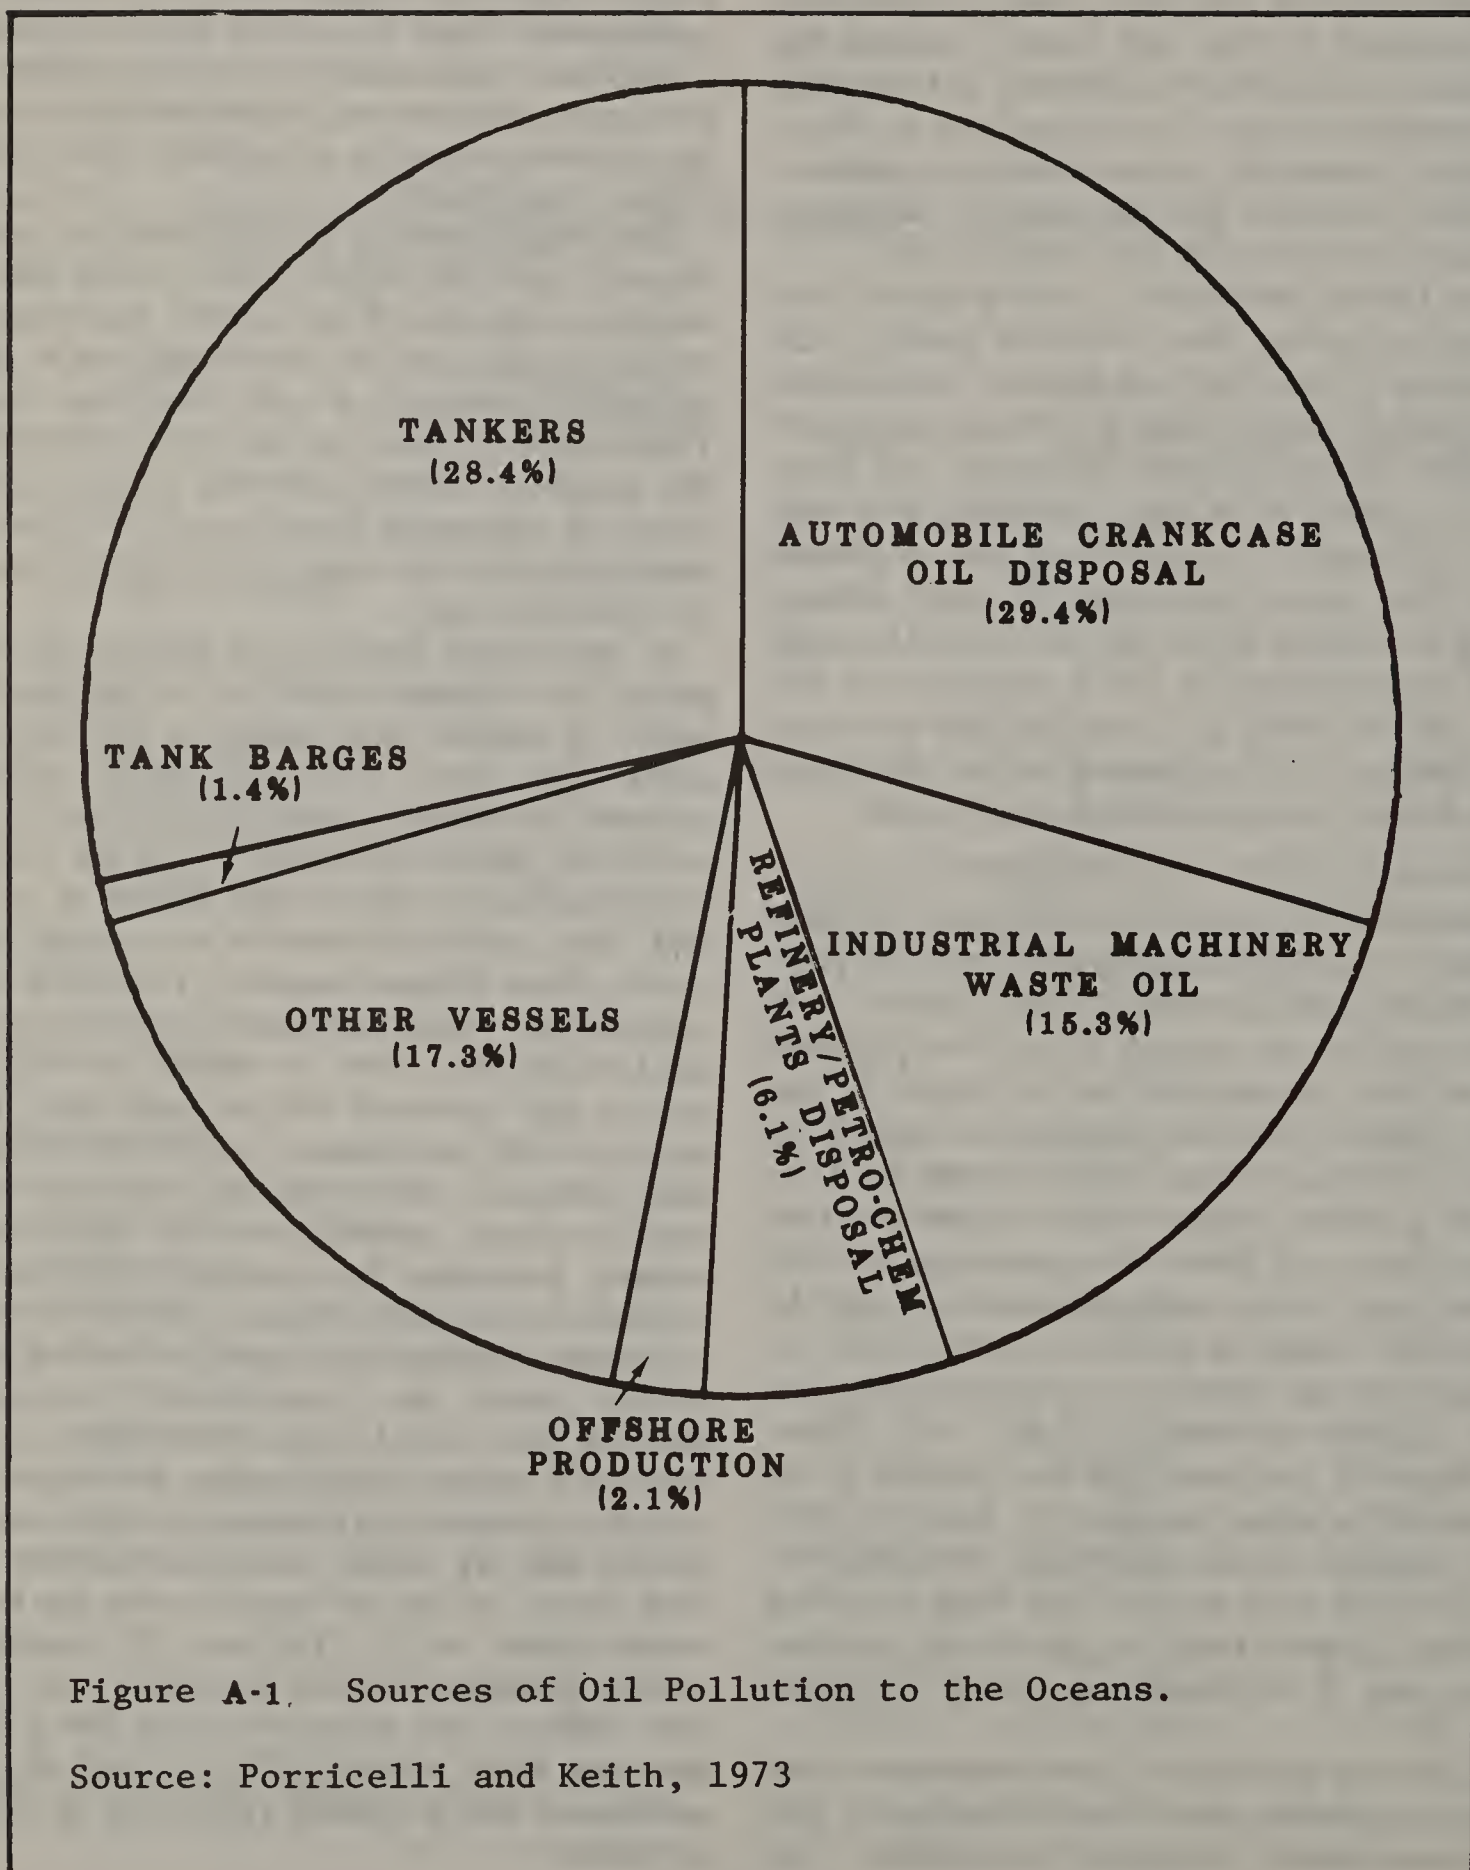 TANKERS
(28.4%)
AUTOMOBILE CRANKCASE
OIL DISPOSAL
(29.4%)
TANK BARGES
(1.4%)
INDUSTRIAL MACHINERY
WASTE OIL
(15.3%)
REFINERY/PETRO-CHEM
PLANTS DISPOSAL
(6.1%)
OTHER VESSELS
(17.3%)
OFFSHORE
PRODUCTION
(2.1%)
Figure A-1. Sources of Oil Pollution to the Oceans.
Source: Porricelli and Keith, 1973